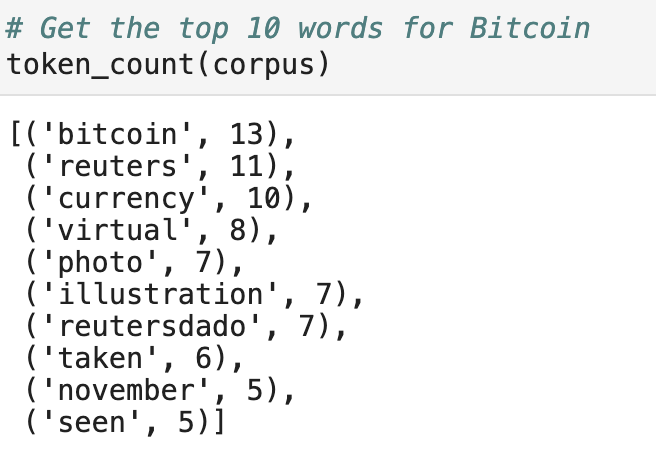 # Get the top 10 words for Bitcoin
token_count(corpus)
[('bitcoin', 13),
('reuters', 11),
('currency', 10),
('virtual', 8),
('photo', 7),
('illustration', 7),
('reutersdado', 7),
('taken', 6),
('november', 5),
('seen', 5)]